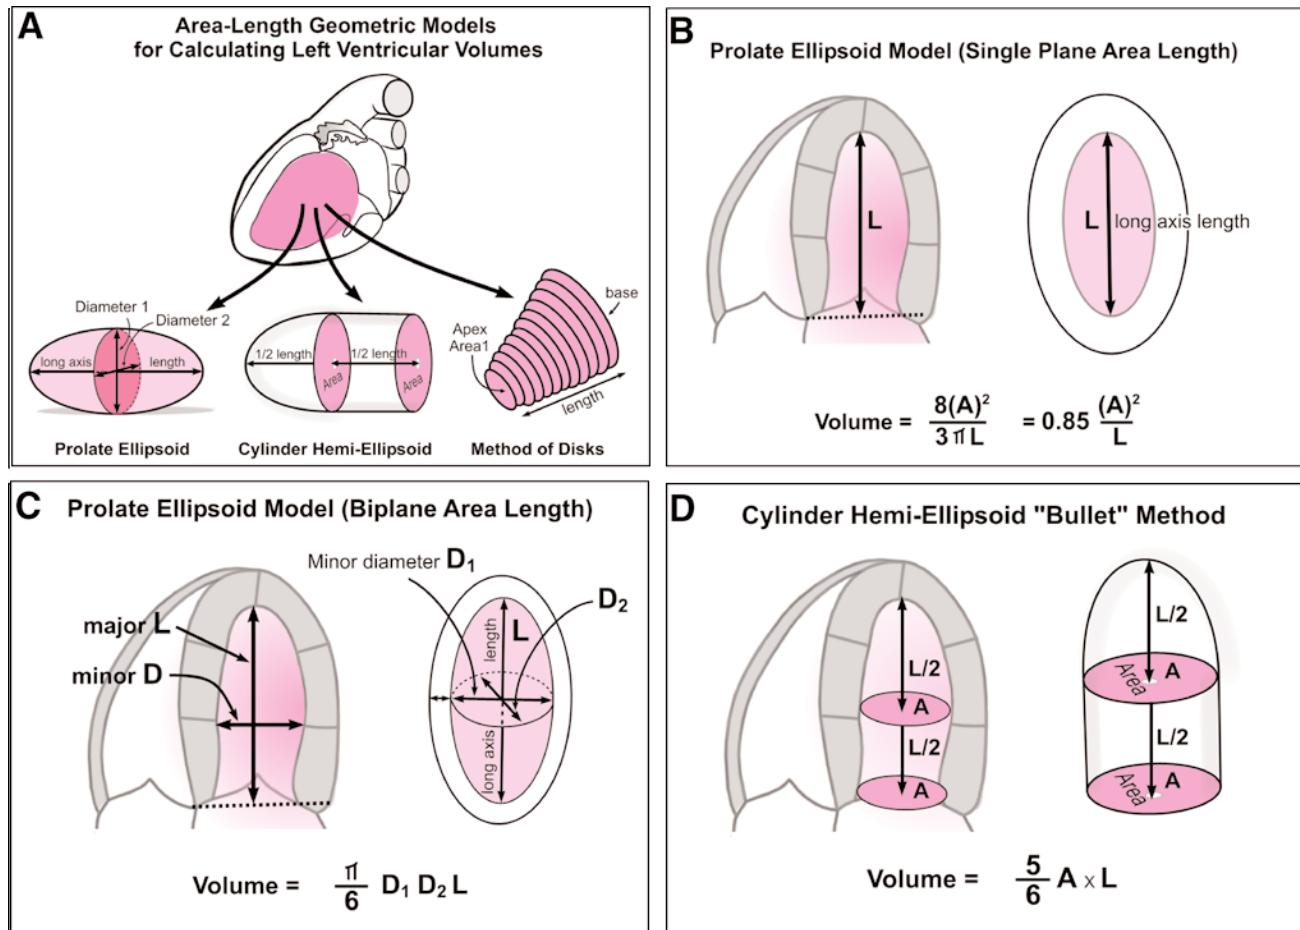 A
Area-Length Geometric Models
for Calculating Left Ventricular Volumes
Diameter 1
Diameter 2
long axis
length
1/2 length
1/2 length
Area
Area
Apex
Area1
base
length
Prolate Ellipsoid
Cylinder Hemi-Ellipsoid
Method of Disks
B
Prolate Ellipsoid Model (Single Plane Area Length)
L
L
long axis length
Volume = 8(A)² / 3πL = 0.85 (A)² / L
C
Prolate Ellipsoid Model (Biplane Area Length)
Minor diameter D₁
D₂
major L
minor D
L
length
long axis
Volume = π/6 D₁ D₂ L
D
Cylinder Hemi-Ellipsoid "Bullet" Method
L/2
A
L/2
A
L/2
Area A
L/2
Area A
Volume = 5/6 A x L